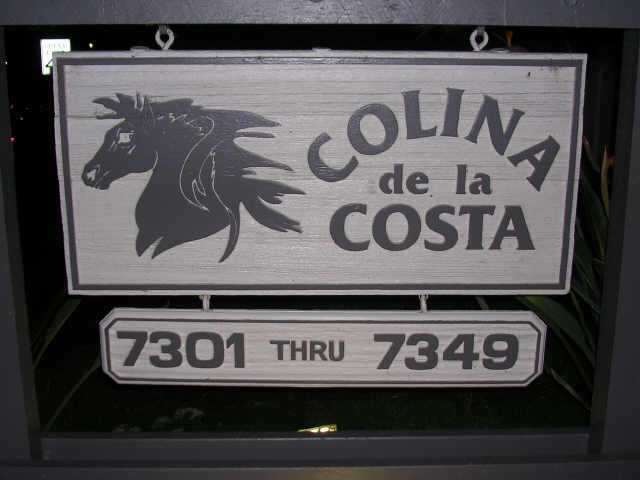 COLINA
de la
COSTA
7301 THRU 7349